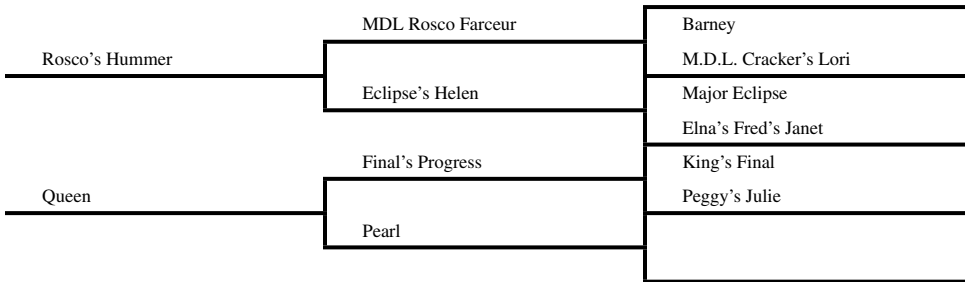 MDL Rosco Farceur
Barney
Rosco's Hummer
M.D.L. Cracker's Lori
Eclipse's Helen
Major Eclipse
Elna's Fred's Janet
Final's Progress
King's Final
Queen
Peggy's Julie
Pearl